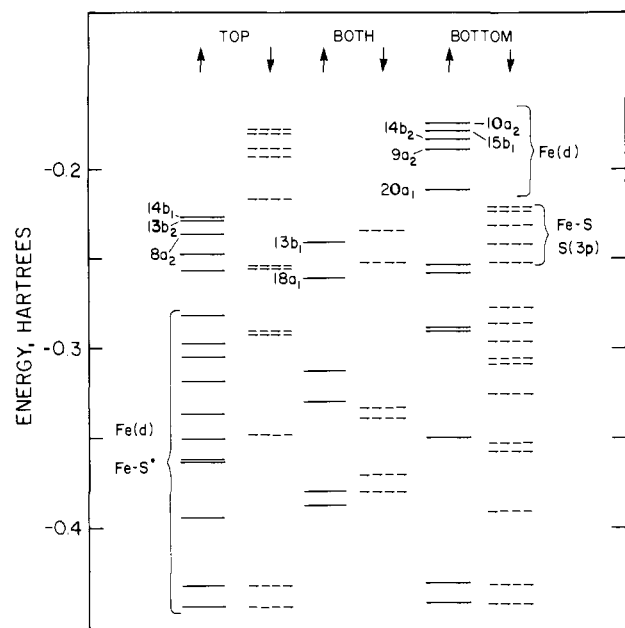 TOP BOTH BOTTOM
ENERGY, HARTREES
-0.2
-0.3
-0.4
14b1
13b2
8a2
Fe(d)
Fe-S*
13b1
18a1
14b2
9a2
20a1
10a2
15b1
Fe(d)
Fe-S
S(3p)